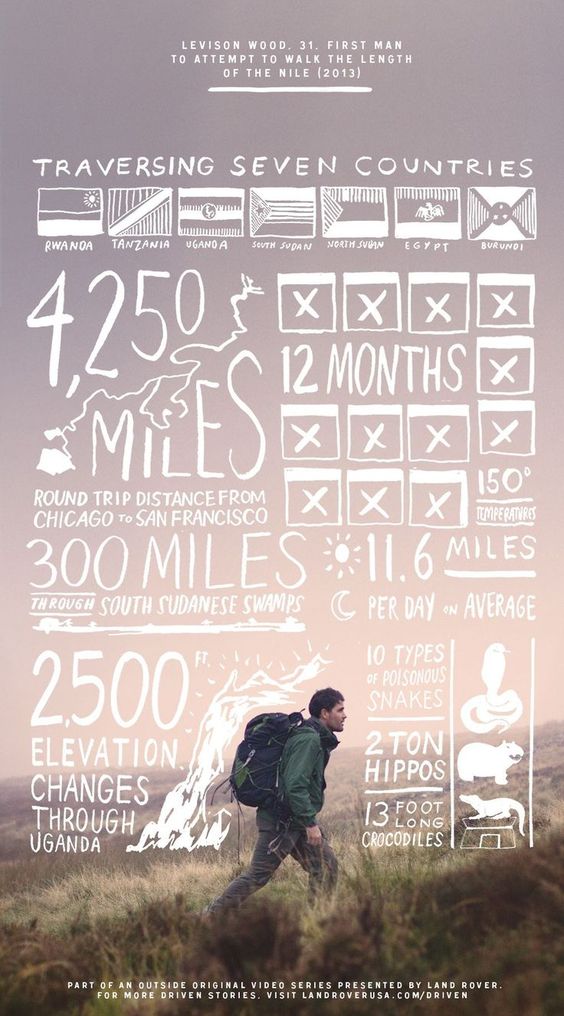 LEVISON WOOD. 31. FIRST MAN
TO ATTEMPT TO WALK THE LENGTH
OF THE NILE (2013)
TRAVERSING SEVEN COUNTRIES
RWANDA
TANZANIA
UGANDA
SOUTH SUDAN
NORTH SUDAN
EGYPT
BURUNDI
4,250
MILES
ROUND TRIP DISTANCE FROM
CHICAGO TO SAN FRANCISCO
X X X X
12 MONTHS X
X X X X
X X X
150°
TEMPERATURES
300 MILES
THROUGH SOUTH SUDANESE SWAMPS
11.6 MILES
PER DAY ON AVERAGE
2,500 FT.
ELEVATION
CHANGES
THROUGH
UGANDA
10 TYPES
OF POISONOUS
SNAKES
2 TON
HIPPOS
13 FOOT
LONG
CROCODILES
PART OF AN OUTSIDE ORIGINAL VIDEO SERIES PRESENTED BY LAND ROVER.
FOR MORE DRIVEN STORIES, VISIT LANDROVERUSA.COM/DRIVEN